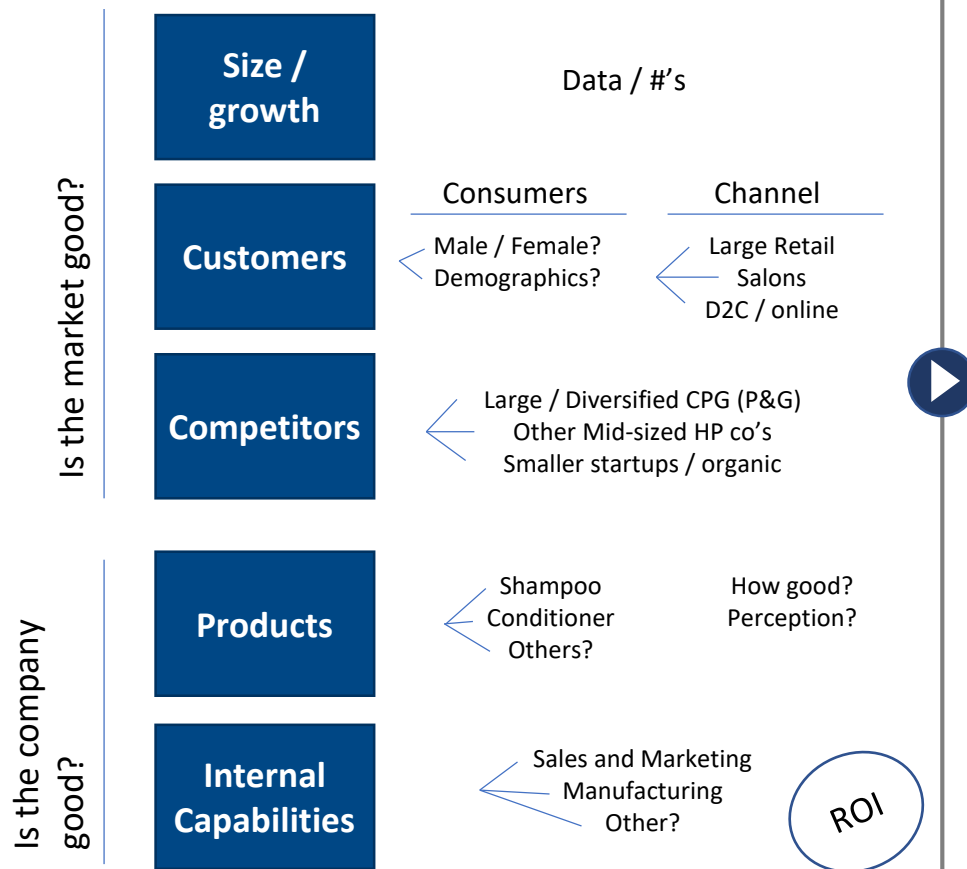 Is the market good?
Size /
growth
Data / #'s
Customers
Consumers
Male / Female?
Demographics?
Channel
Large Retail
Salons
D2C / online
Competitors
Large / Diversified CPG (P&G)
Other Mid-sized HP co's
Smaller startups / organic
Is the company
good?
Products
Shampoo
Conditioner
Others?
How good?
Perception?
Internal
Capabilities
Sales and Marketing
Manufacturing
Other?
ROI